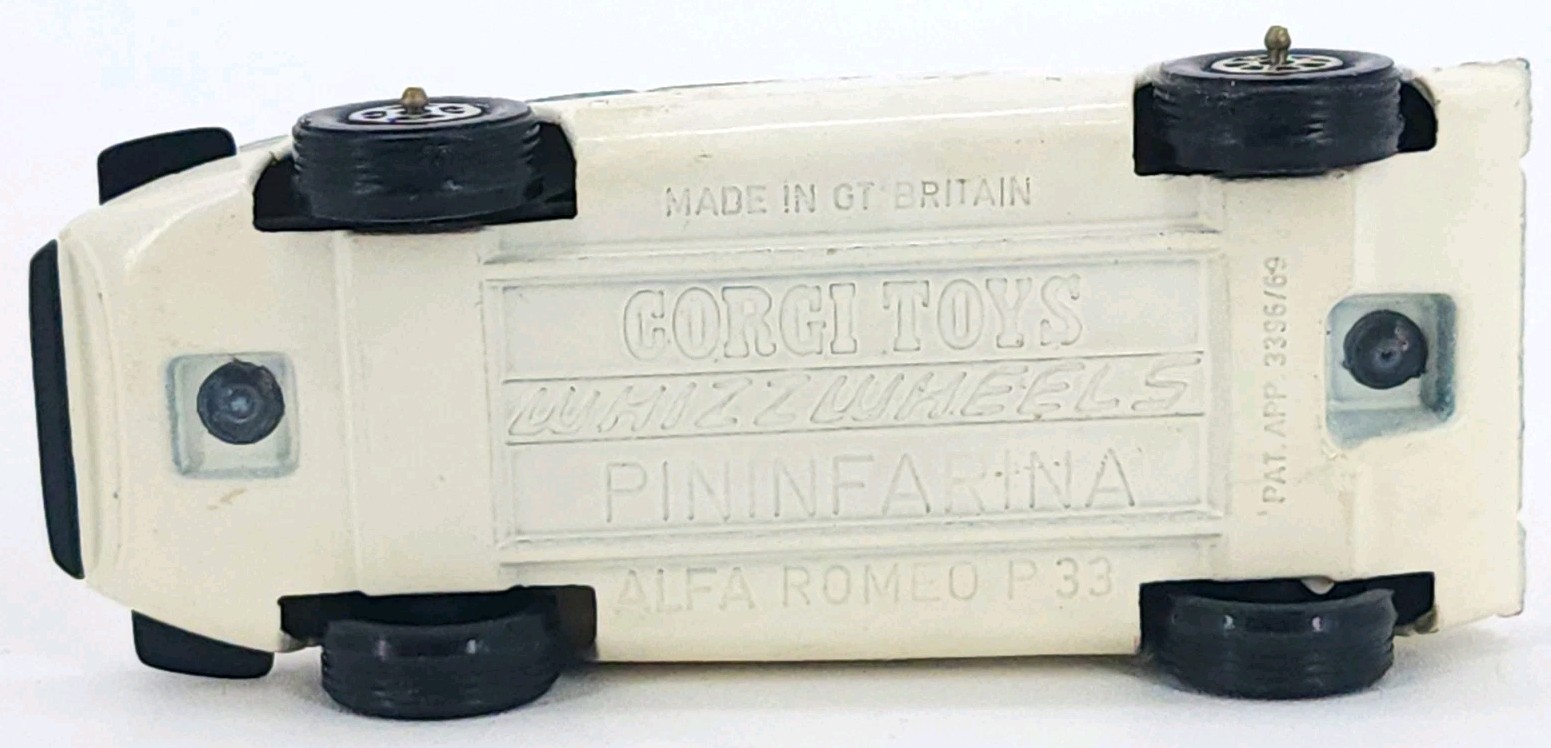 MADE IN GT BRITAIN
CORGI TOYS
WHIZZWHEELS
PININFARINA
ALFA ROMEO P 33
PAT. APP. 3396/69